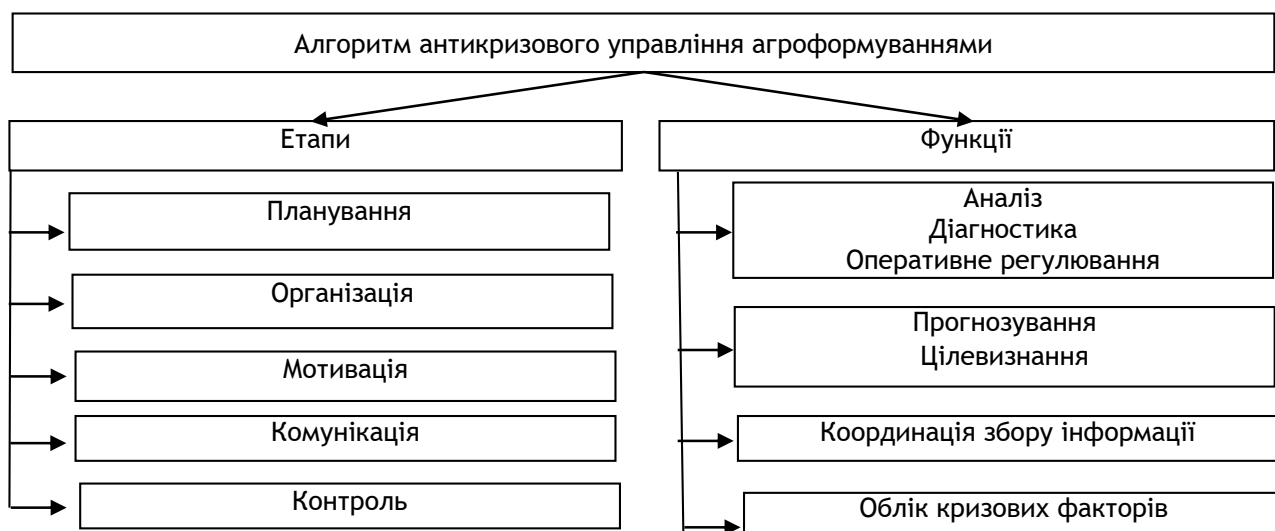 Алгоритм антикризового управління агроформуваннями
Етапи
Планування
Організація
Мотивація
Комунікація
Контроль
Функції
Аналіз
Діагностика
Оперативне регулювання
Прогнозування
Цілевизнання
Координація збору інформації
Облік кризових факторів